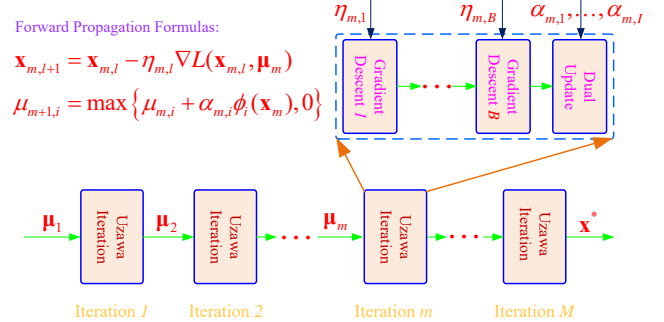 Forward Propagation Formulas:
𝐱_{m,l+1} = 𝐱_{m,l} − η_{m,l}∇L(𝐱_{m,l}, 𝛍_m)
μ_{m+1,i} = max{μ_{m,i} + α_{m,i}ϕ_i(𝐱_m), 0}
η_{m,1} η_{m,B} α_{m,1},…,α_{m,I}
Gradient Descent 1
…
Gradient Descent B
Dual Update
𝛍_1
Uzawa Iteration
𝛍_2
Uzawa Iteration
…
𝛍_m
Uzawa Iteration
…
Uzawa Iteration
𝐱^*
Iteration 1 Iteration 2 Iteration m Iteration M